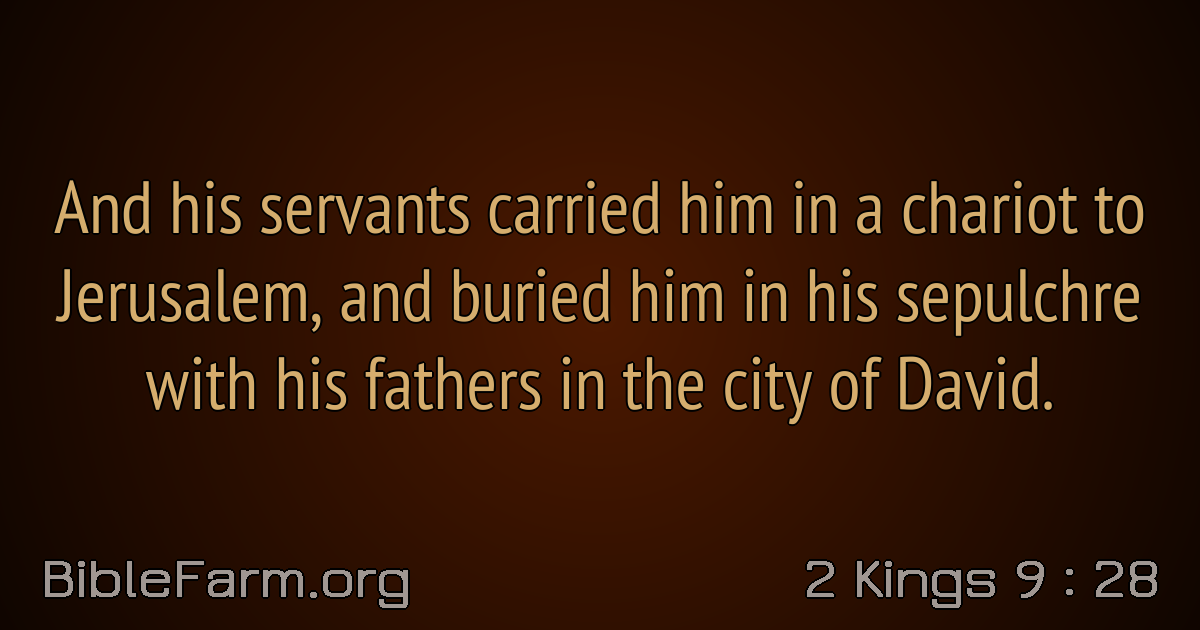 And his servants carried him in a chariot to
Jerusalem, and buried him in his sepulchre
with his fathers in the city of David.
BibleFarm.org
2 Kings 9 : 28